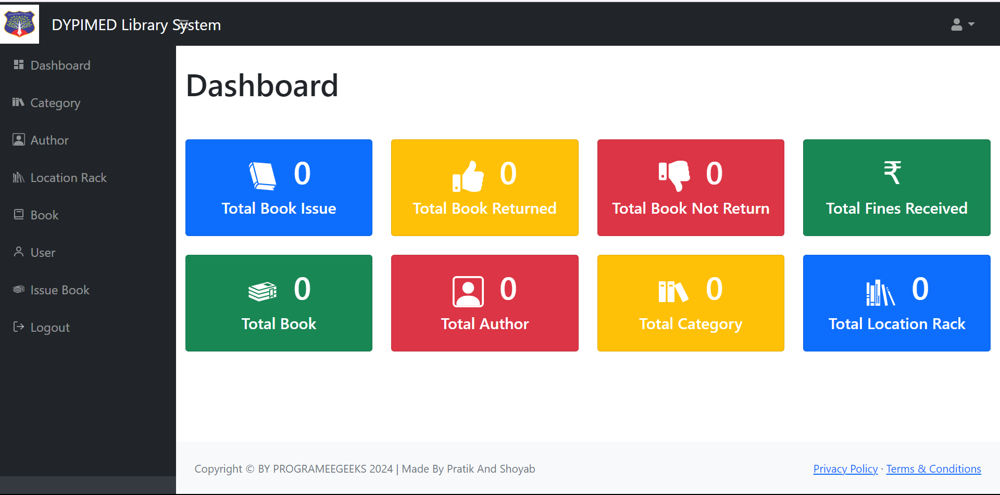 DYPIMED Library System
Dashboard
Category
Author
Location Rack
Book
User
Issue Book
Logout
Dashboard
0
Total Book Issue
0
Total Book Returned
0
Total Book Not Return
₹
Total Fines Received
0
Total Book
0
Total Author
0
Total Category
0
Total Location Rack
Copyright © BY PROGRAMEEGEEKS 2024 | Made By Pratik And Shoyab
Privacy Policy · Terms & Conditions